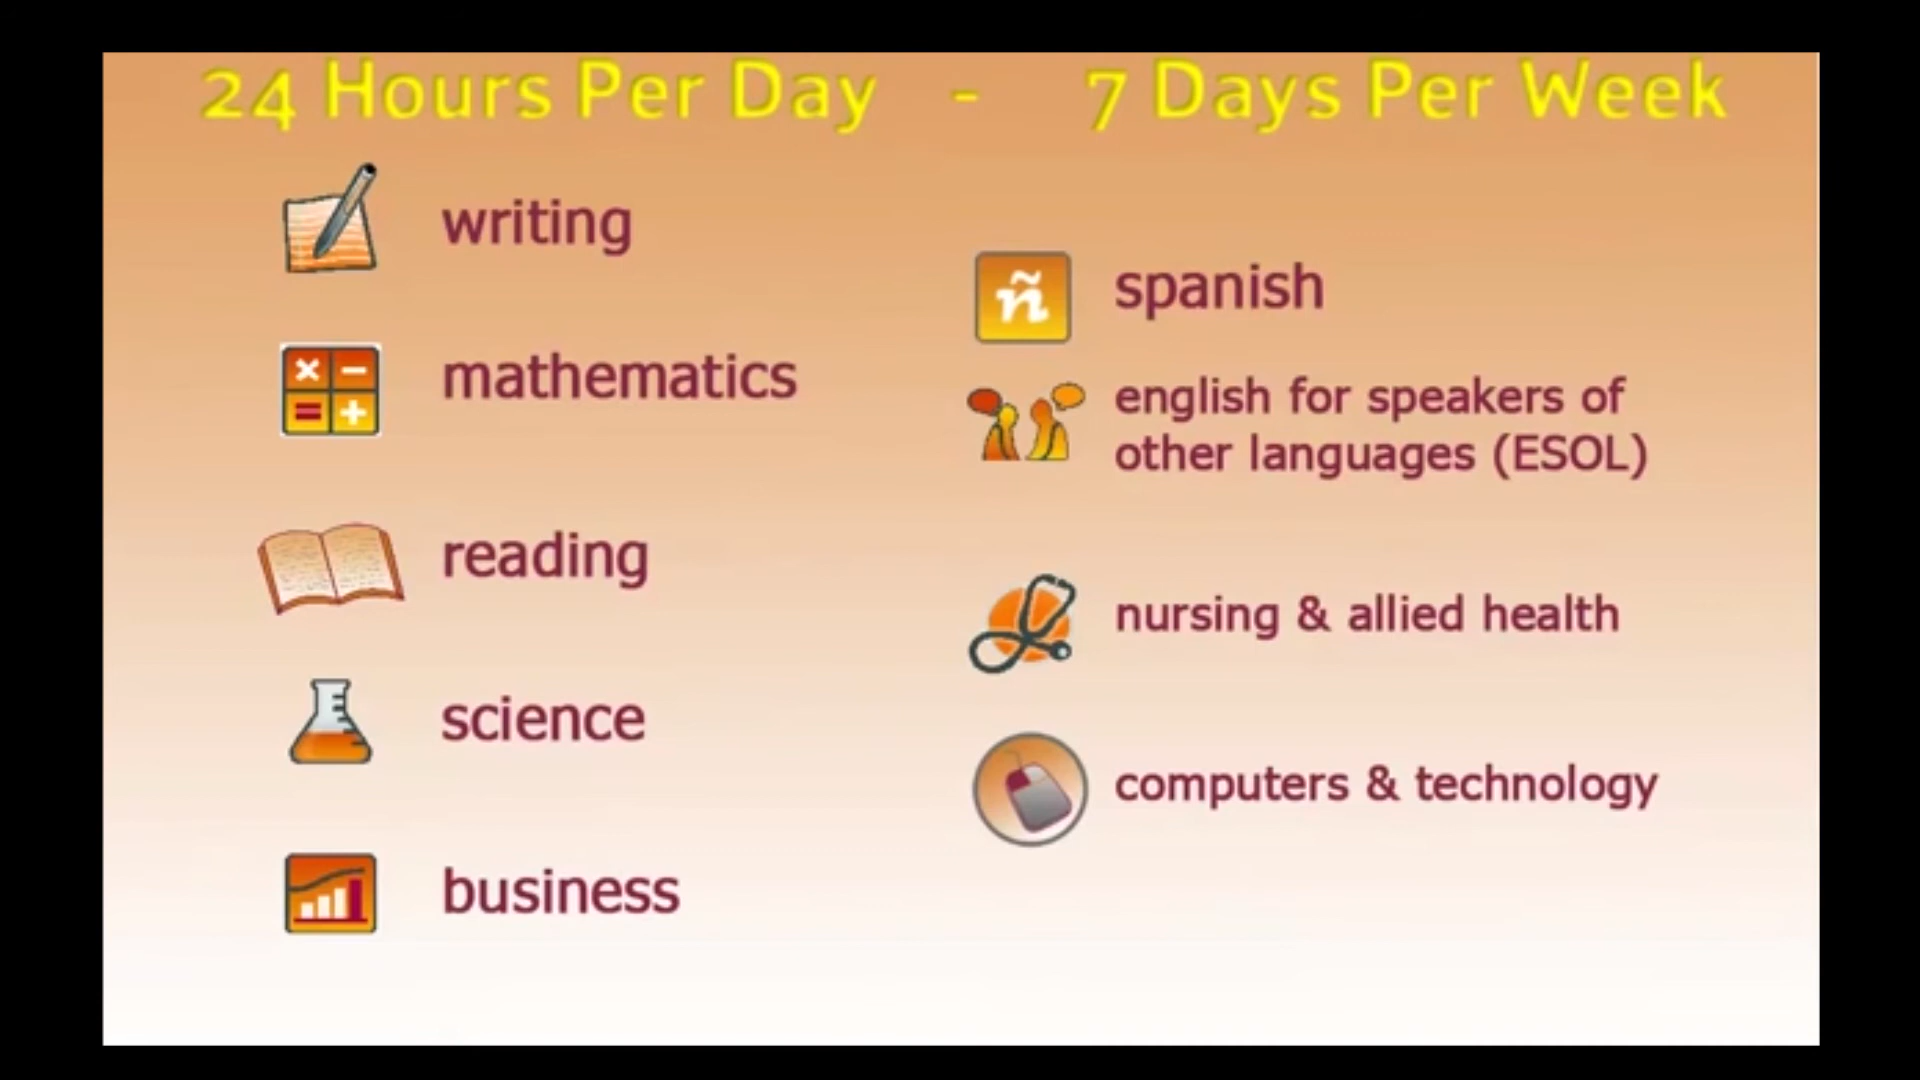 24 Hours Per Day - 7 Days Per Week
writing
mathematics
reading
science
business
ñ
spanish
english for speakers of
other languages (ESOL)
nursing & allied health
computers & technology